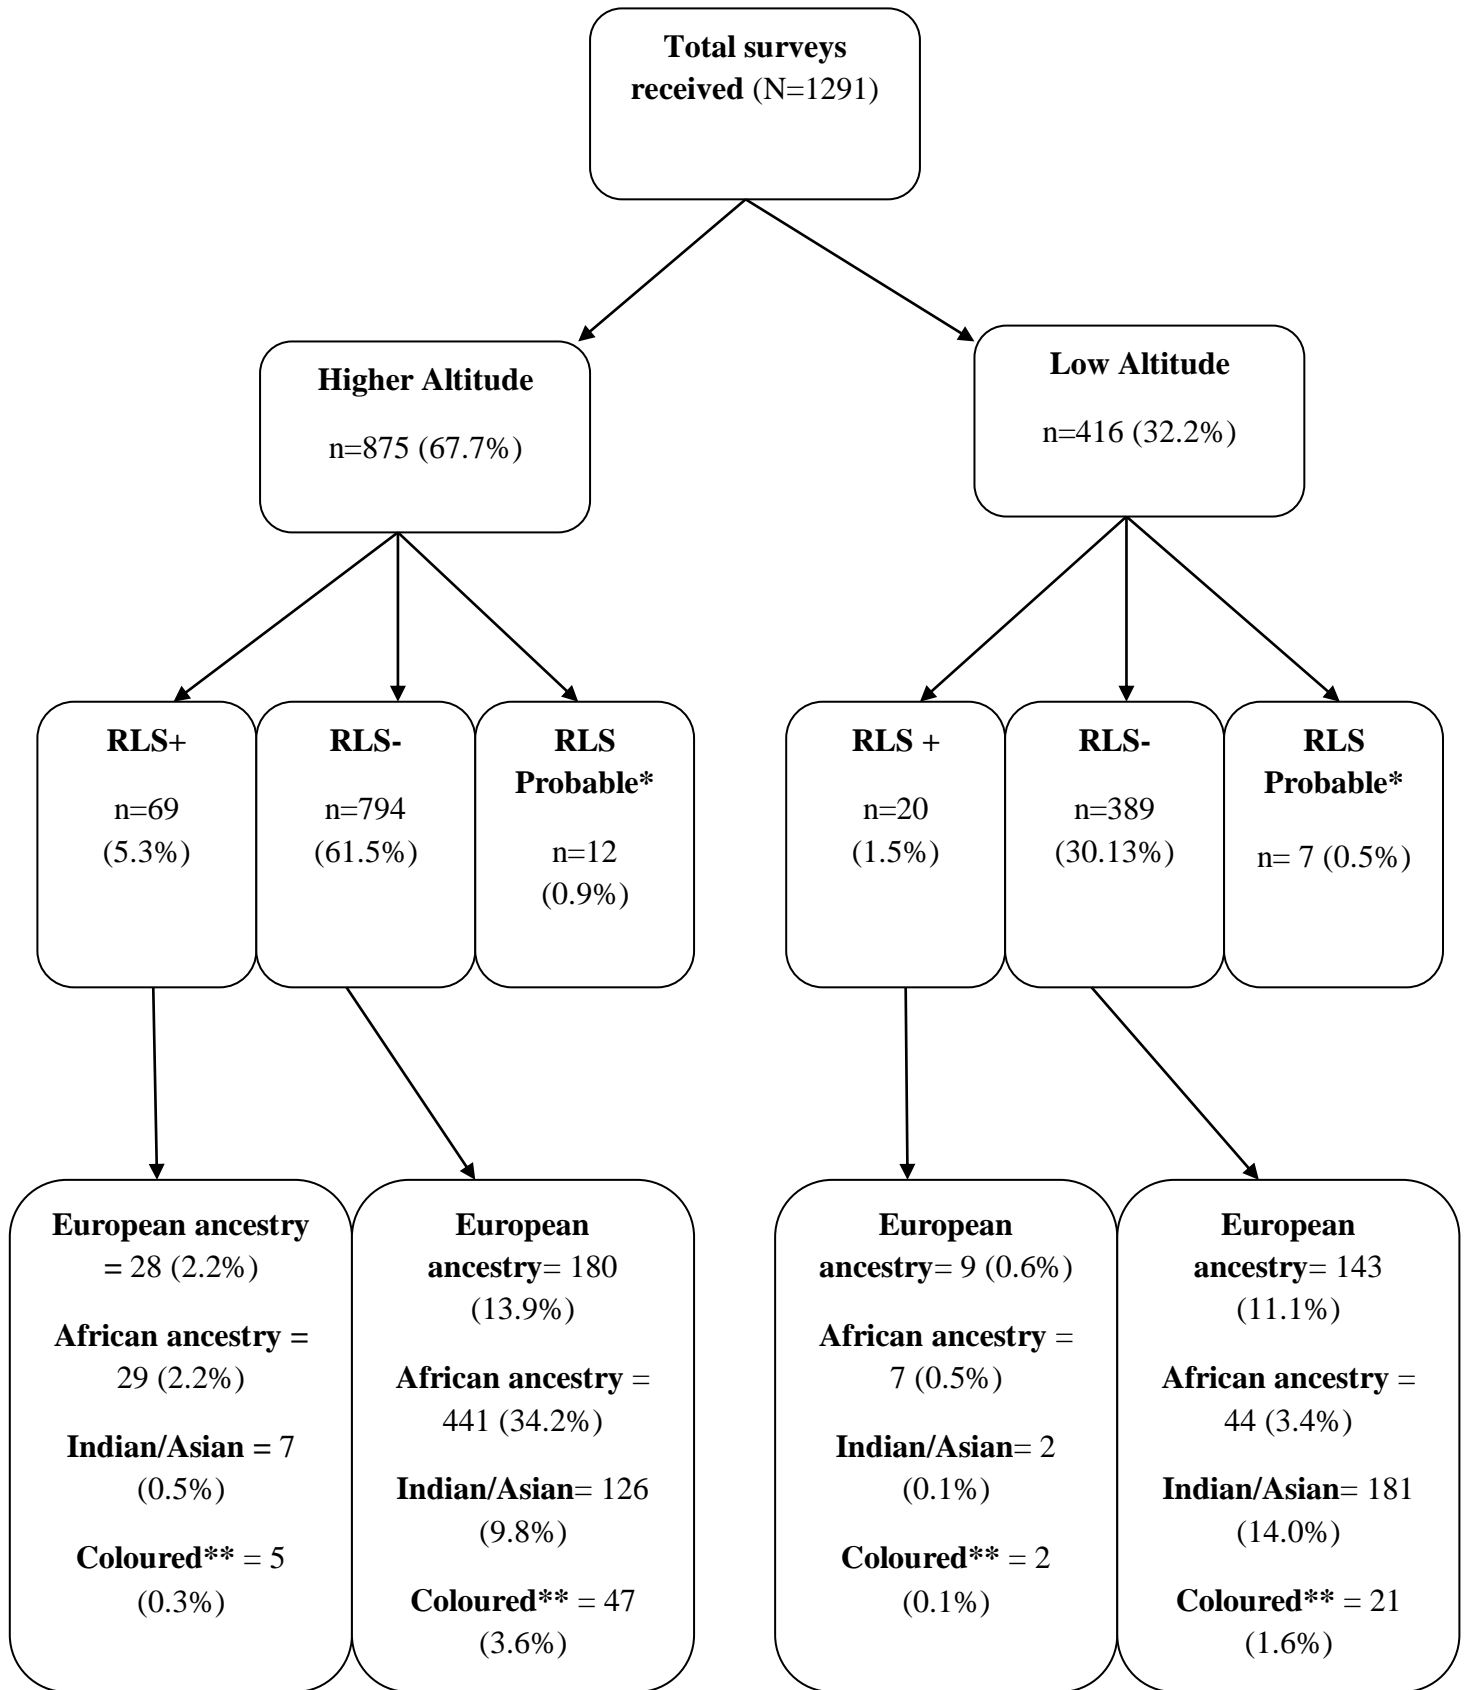 Total surveys
received (N=1291)
Higher Altitude
n=875 (67.7%)
Low Altitude
n=416 (32.2%)
RLS+
n=69
(5.3%)
RLS-
n=794
(61.5%)
RLS
Probable*
n=12
(0.9%)
RLS +
n=20
(1.5%)
RLS-
n=389
(30.13%)
RLS
Probable*
n= 7 (0.5%)
European ancestry
= 28 (2.2%)
African ancestry =
29 (2.2%)
Indian/Asian = 7
(0.5%)
Coloured** = 5
(0.3%)
European
ancestry= 180
(13.9%)
African ancestry =
441 (34.2%)
Indian/Asian= 126
(9.8%)
Coloured** = 47
(3.6%)
European
ancestry= 9 (0.6%)
African ancestry =
7 (0.5%)
Indian/Asian= 2
(0.1%)
Coloured** = 2
(0.1%)
European
ancestry= 143
(11.1%)
African ancestry =
44 (3.4%)
Indian/Asian= 181
(14.0%)
Coloured** = 21
(1.6%)